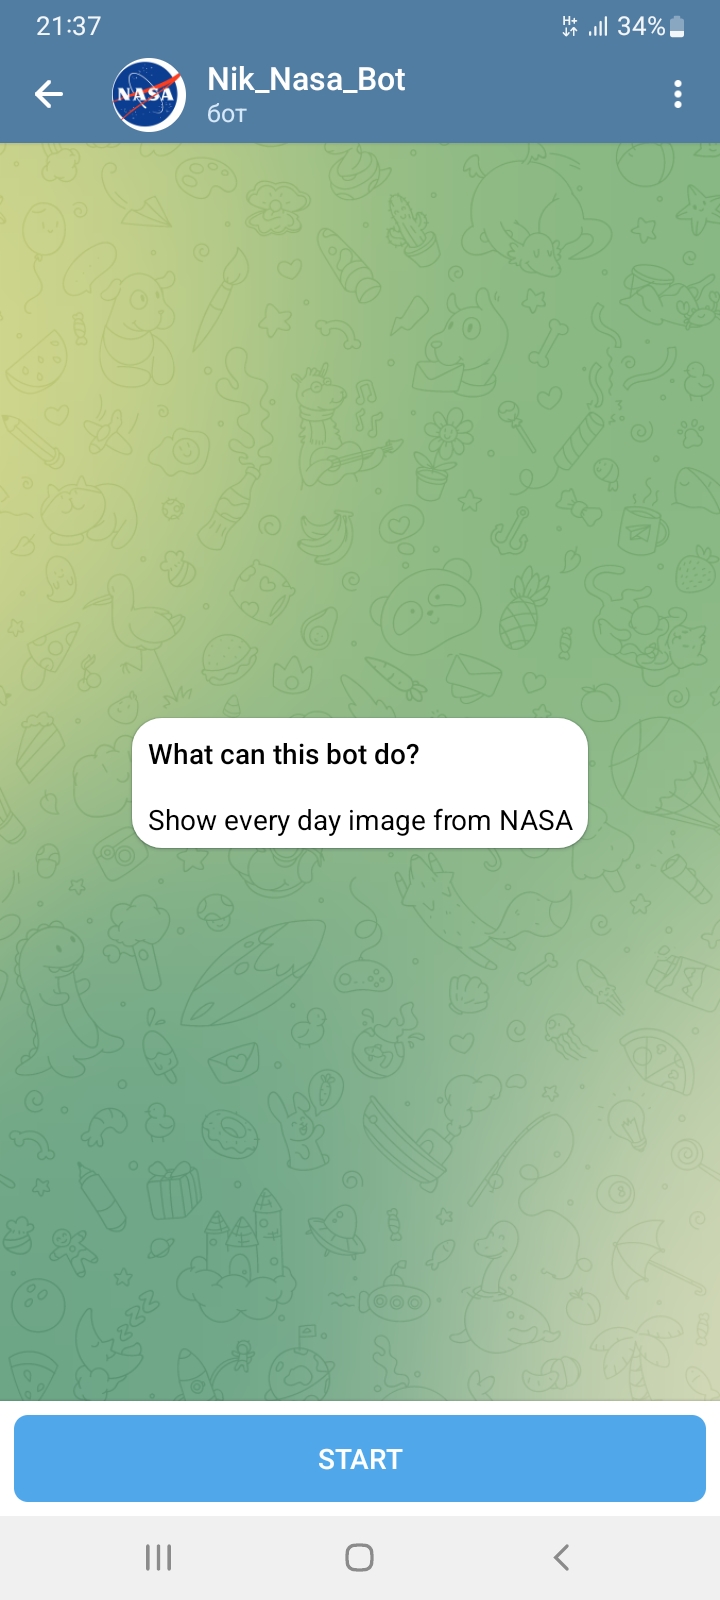 21:37
H+
34%
NASA
Nik_Nasa_Bot
бот
What can this bot do?
Show every day image from NASA
START